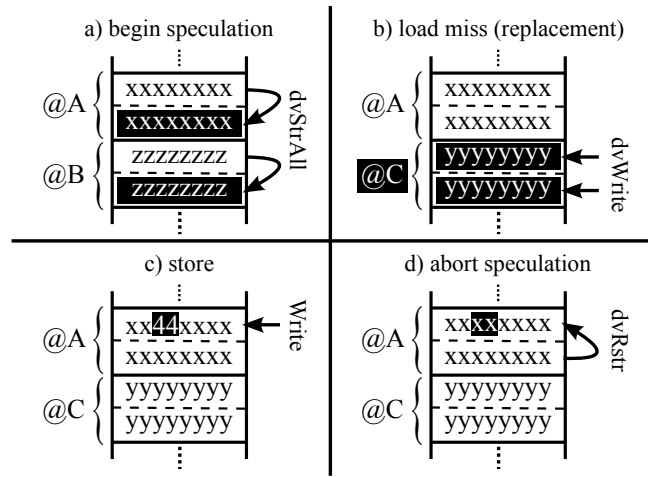 a) begin speculation
@A
xxxxxxxx
xxxxxxxx
dvStrAll
@B
zzzzzzzz
zzzzzzzz
b) load miss (replacement)
@A
xxxxxxxx
xxxxxxxx
@C
yyyyyyyy
yyyyyyyy
dvWrite
c) store
@A
xx44xxxx
xxxxxxxx
Write
@C
yyyyyyyy
yyyyyyyy
d) abort speculation
@A
xxxxxxxx
xxxxxxxx
dvRstr
@C
yyyyyyyy
yyyyyyyy